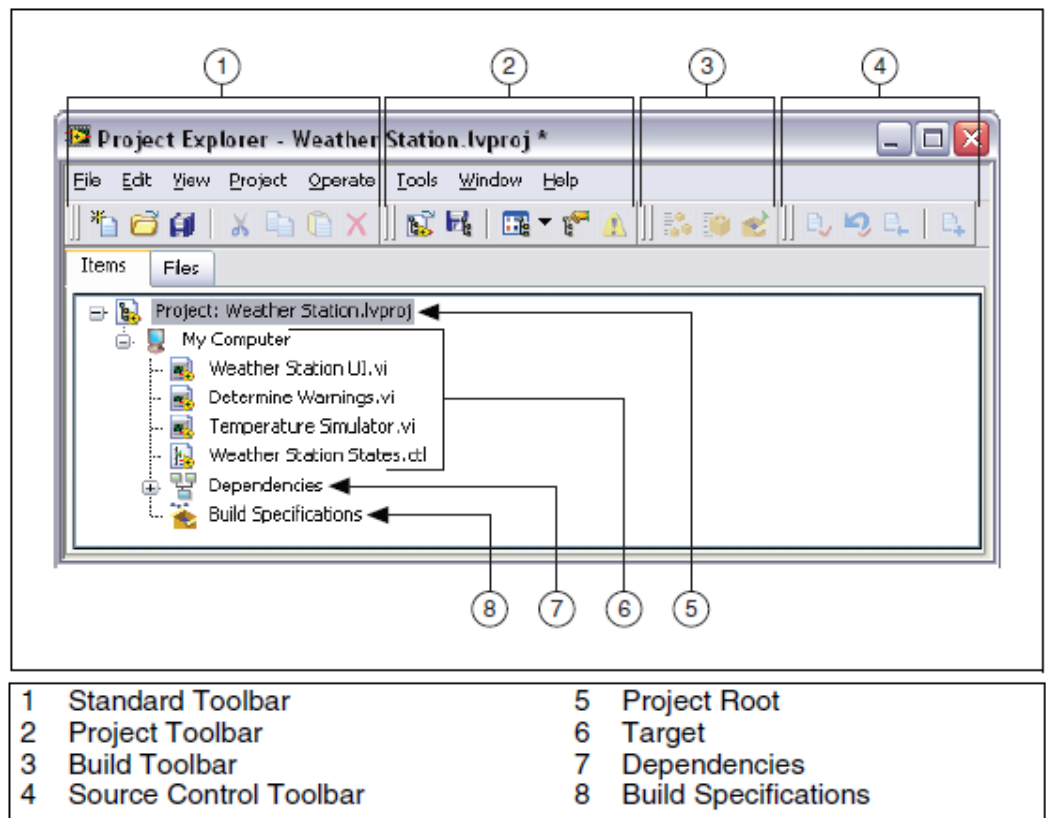 1 2 3 4
Project Explorer - Weather Station.lvproj *
File Edit View Project Operate Tools Window Help
Items Files
Project: Weather Station.lvproj
My Computer
Weather Station UI.vi
Determine Warnings.vi
Temperature Simulator.vi
Weather Station States.ctl
Dependencies
Build Specifications
8 7 6 5
1 Standard Toolbar 5 Project Root
2 Project Toolbar 6 Target
3 Build Toolbar 7 Dependencies
4 Source Control Toolbar 8 Build Specifications